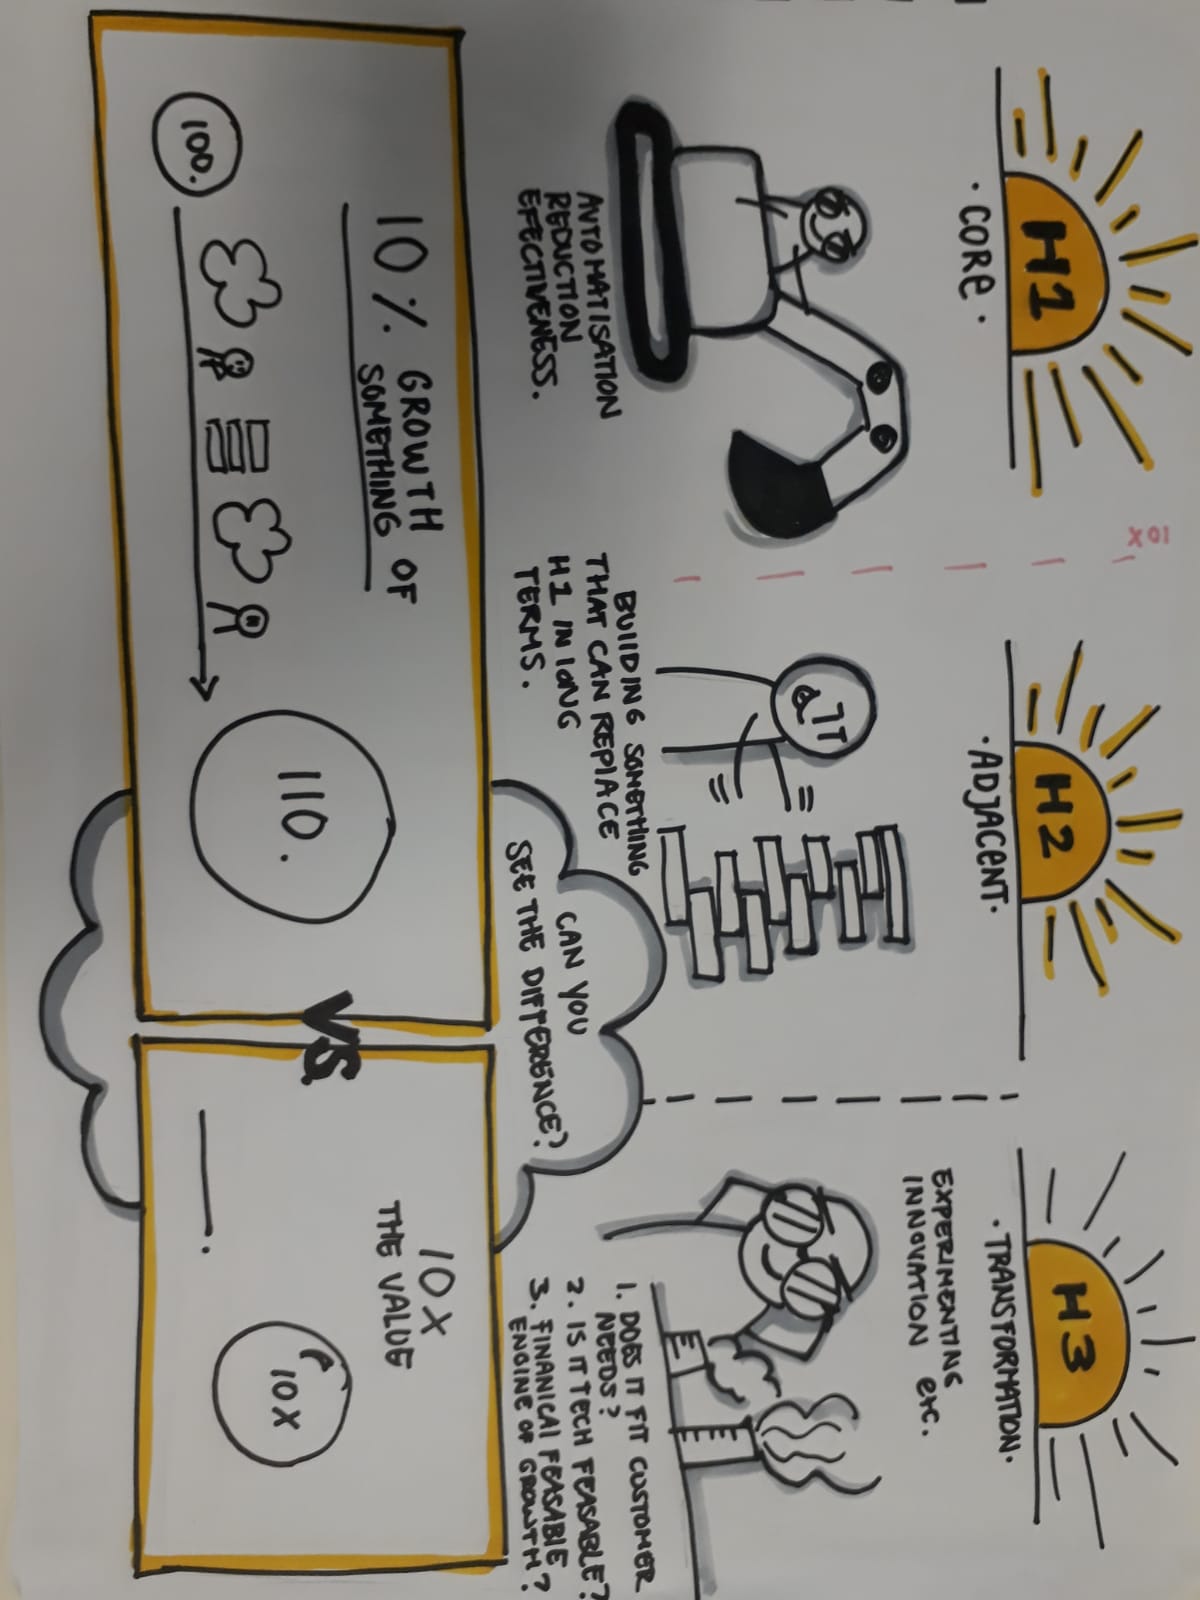 H1
· CORE ·
AUTOMATISATION
REDUCTION
EFECTIVENESS.
10X
H2
· ADJACENT ·
BUILDING SOMETHING
THAT CAN REPLACE
H1 IN LONG
TERMS.
H3
· TRANSFORMATION.
EXPERIMENTING
INNOVATION etc.
1. DOES IT FIT CUSTOMER
NEEDS?
2. IS IT TECH FEASABLE?
3. FINANICAL FEASABLE
ENGINE OF GROWTH?
CAN YOU
SEE THE DIFFERENCE?
10% GROWTH OF
SOMETHING
100.
110.
VS
10X
THE VALUE
10X